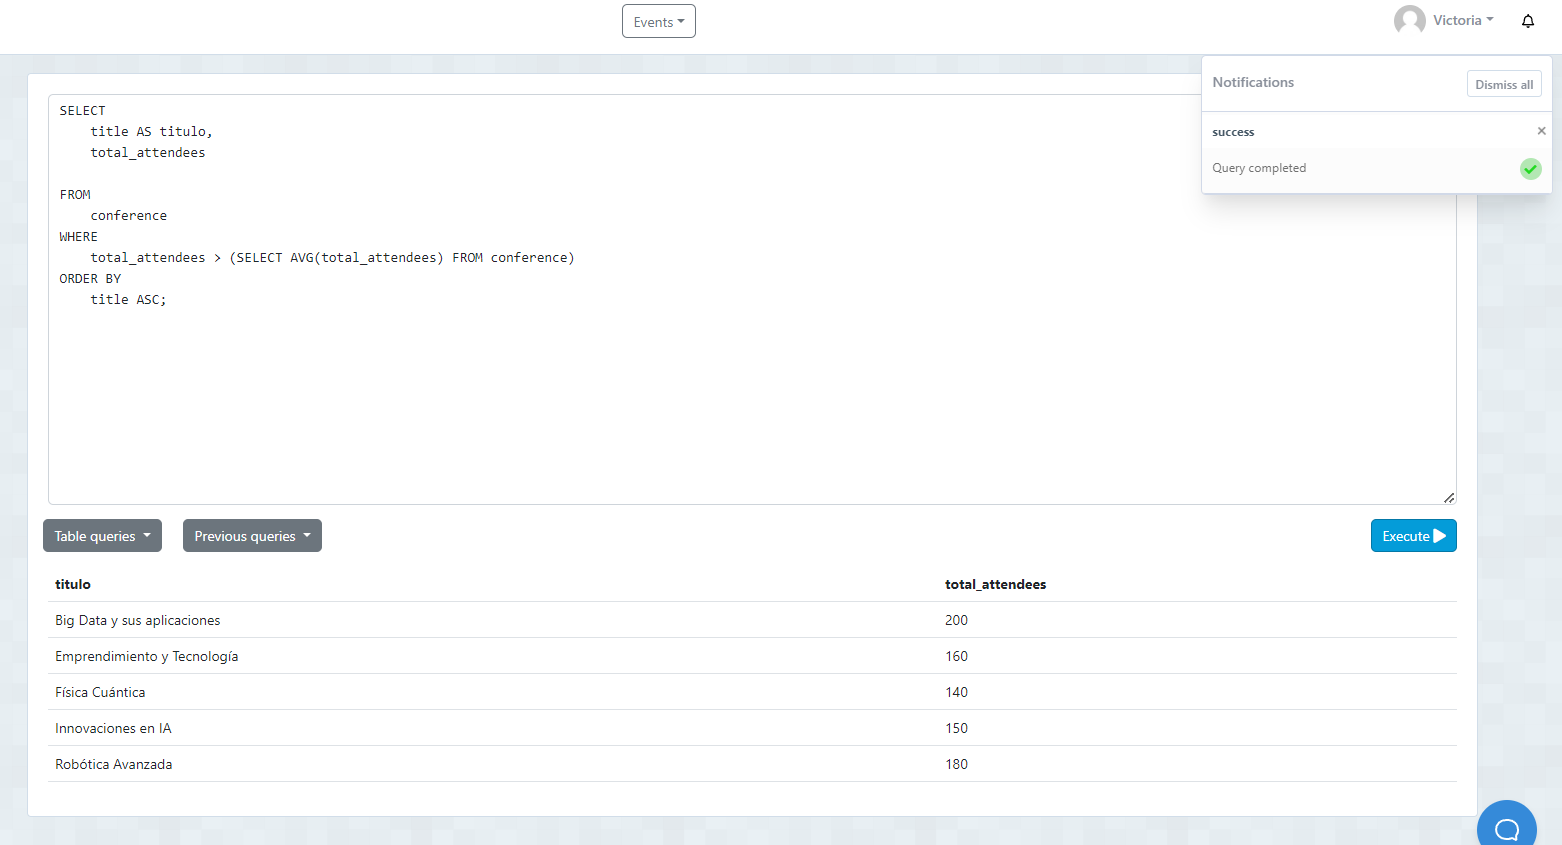 Events
Victoria
Notifications
Dismiss all
success
×
Query completed
SELECT
title AS titulo,
total_attendees
FROM
conference
WHERE
total_attendees > (SELECT AVG(total_attendees) FROM conference)
ORDER BY
title ASC;
Table queries
Previous queries
Execute
titulo total_attendees
Big Data y sus aplicaciones 200
Emprendimiento y Tecnología 160
Física Cuántica 140
Innovaciones en IA 150
Robótica Avanzada 180